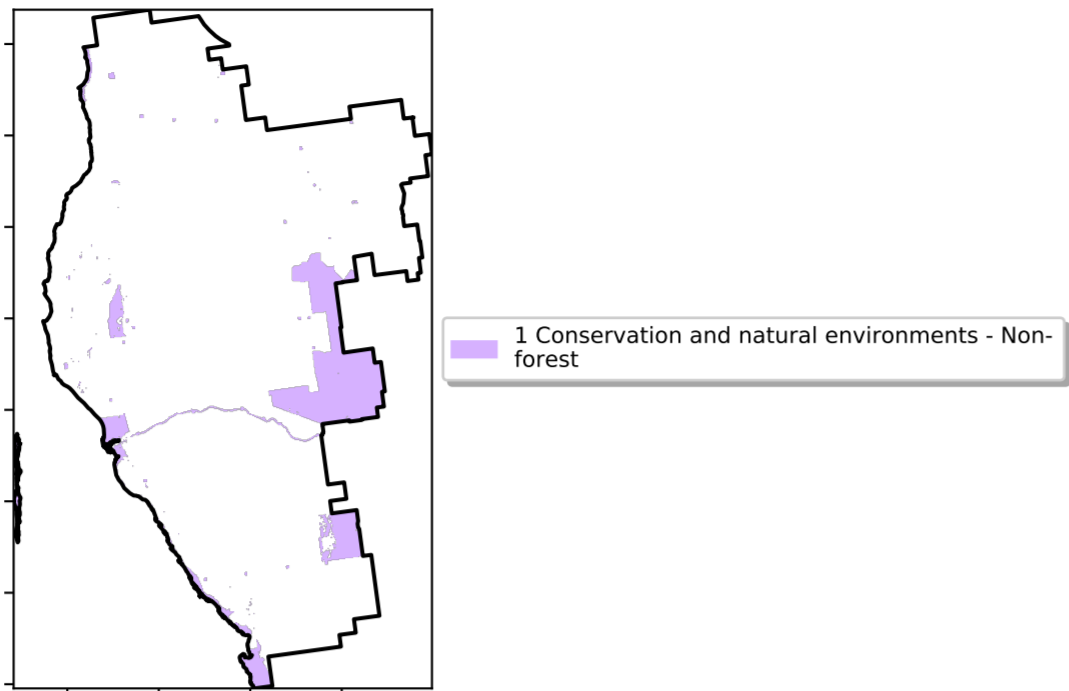 1 Conservation and natural environments - Non-
forest